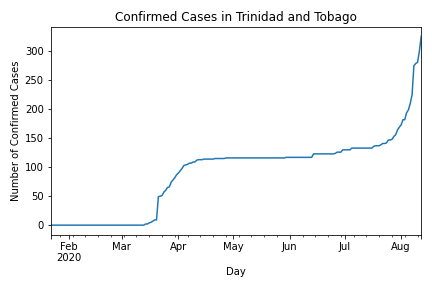 Confirmed Cases in Trinidad and Tobago
Number of Confirmed Cases
300
250
200
150
100
50
0
Feb
2020
Mar
Apr
May
Jun
Jul
Aug
Day